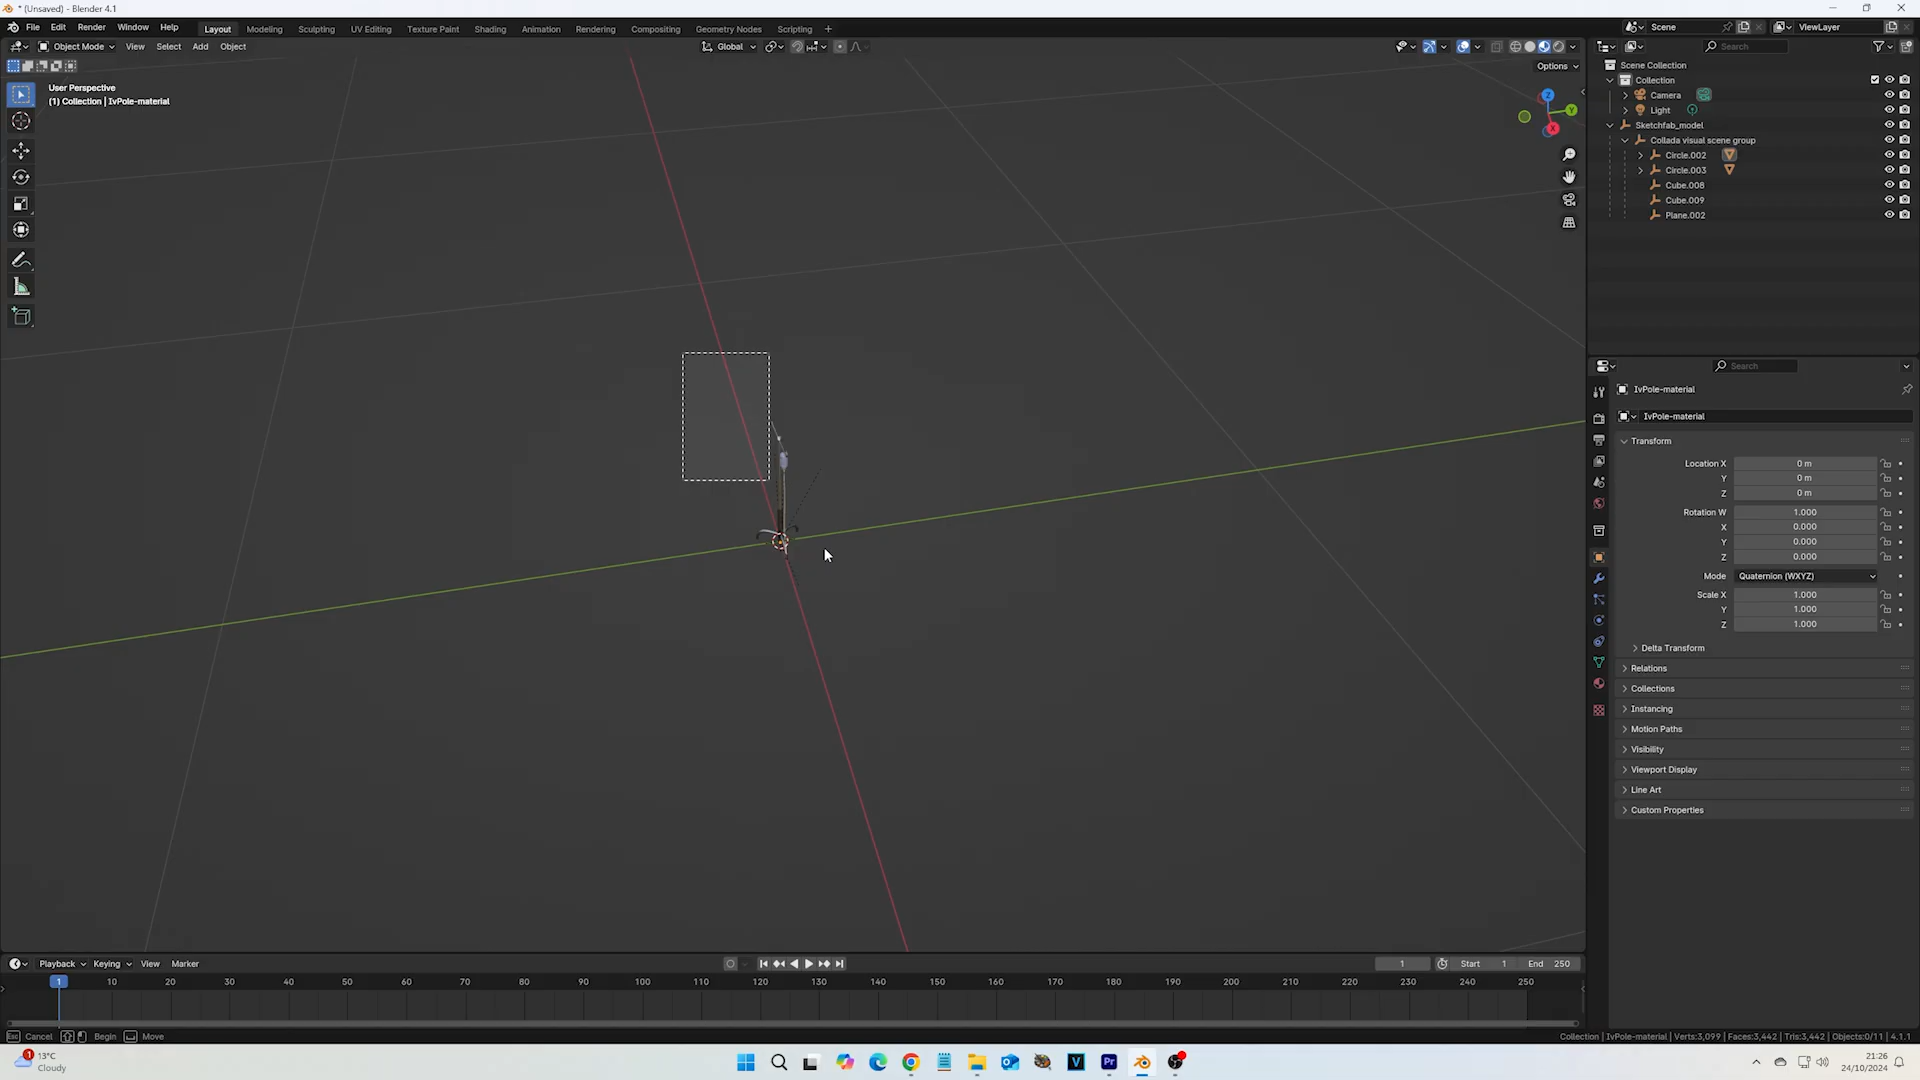 * (Unsaved) - Blender 4.1
File Edit Render Window Help Layout Modeling Sculpting UV Editing Texture Paint Shading Animation Rendering Compositing Geometry Nodes Scripting +
Scene ViewLayer
Object Mode View Select Add Object
Global
Search
Options
User Perspective
(1) Collection | IvPole-material
Z
Y
X
Scene Collection
Collection
Camera
Light
Sketchfab_model
Collada visual scene group
Circle.002
Circle.003
Cube.008
Cube.009
Plane.002
Search
IvPole-material
IvPole-material
Transform
Location X 0 m
Y 0 m
Z 0 m
Rotation W 1.000
X 0.000
Y 0.000
Z 0.000
Mode Quaternion (WXYZ)
Scale X 1.000
Y 1.000
Z 1.000
Delta Transform
Relations
Collections
Instancing
Motion Paths
Visibility
Viewport Display
Line Art
Custom Properties
Playback Keying View Marker
1 Start 1 End 250
1 10 20 30 40 50 60 70 80 90 100 110 120 130 140 150 160 170 180 190 200 210 220 230 240 250
Esc Cancel Begin Move
Collection | IvPole-material | Verts:3,099 | Faces:3,442 | Tris:3,442 | Objects:0/11 | 4.1.1
1 13°C
Cloudy
V Pr
21:26
24/10/2024